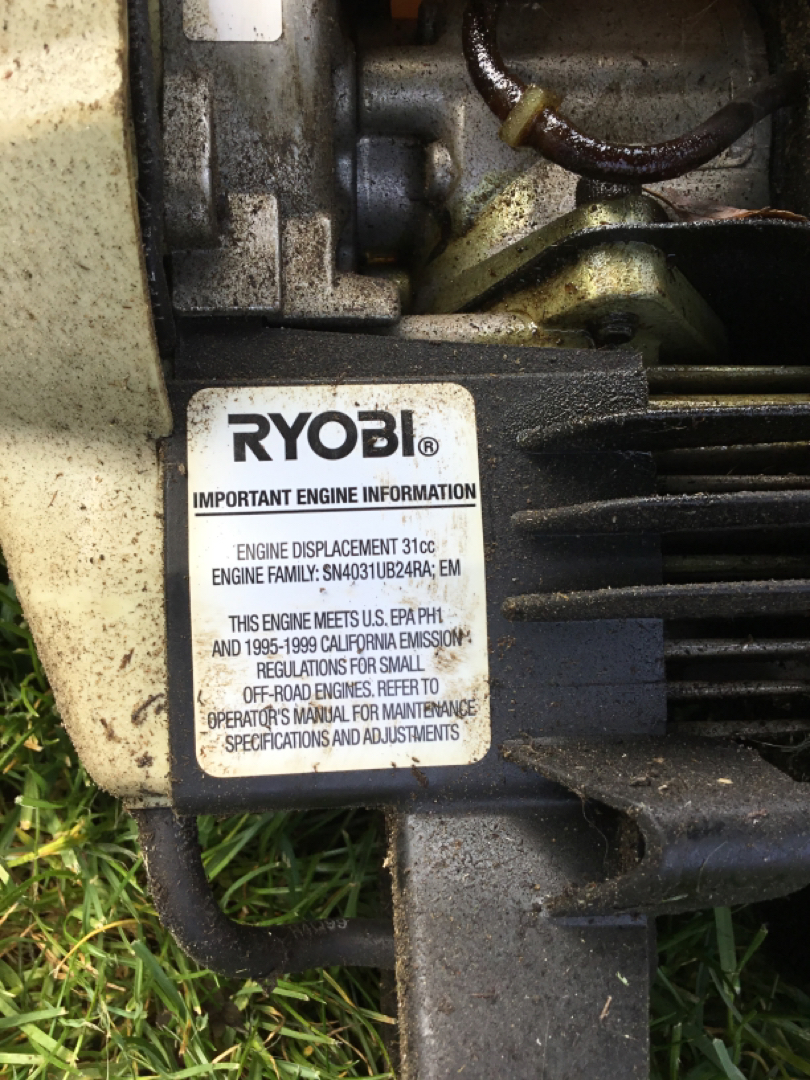 RYOBI®
IMPORTANT ENGINE INFORMATION
ENGINE DISPLACEMENT 31cc
ENGINE FAMILY: SN4031UB24RA; EM
THIS ENGINE MEETS U.S. EPA PH1
AND 1995-1999 CALIFORNIA EMISSION
REGULATIONS FOR SMALL
OFF-ROAD ENGINES. REFER TO
OPERATOR'S MANUAL FOR MAINTENANCE
SPECIFICATIONS AND ADJUSTMENTS